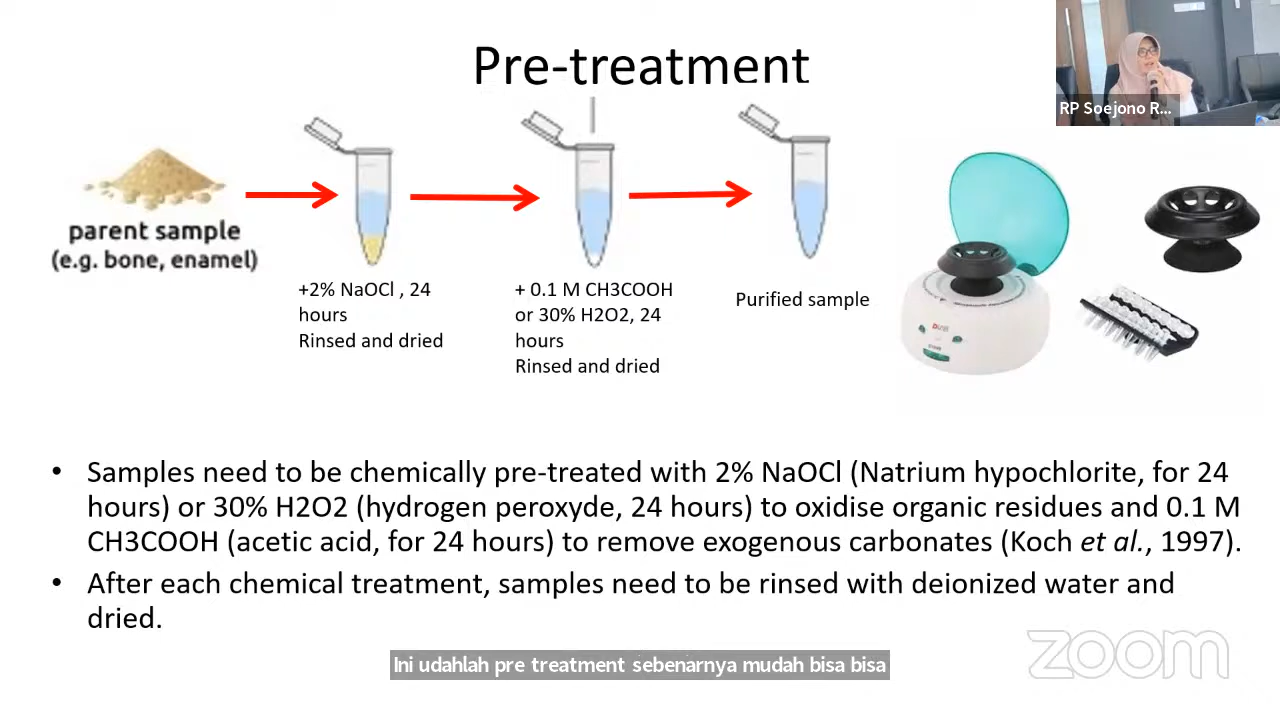 Pre-treatment
RP Soejono R...
parent sample
(e.g. bone, enamel)
+2% NaOCl , 24
hours
Rinsed and dried
+ 0.1 M CH3COOH
or 30% H2O2, 24
hours
Rinsed and dried
Purified sample
• Samples need to be chemically pre-treated with 2% NaOCl (Natrium hypochlorite, for 24
hours) or 30% H2O2 (hydrogen peroxyde, 24 hours) to oxidise organic residues and 0.1 M
CH3COOH (acetic acid, for 24 hours) to remove exogenous carbonates (Koch et al., 1997).
• After each chemical treatment, samples need to be rinsed with deionized water and
dried.
zoom
Ini udahlah pre treatment sebenarnya mudah bisa bisa